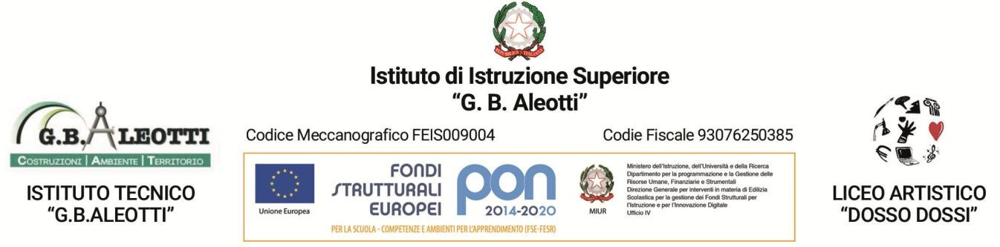 REPVBBLICA ITALIANA
Istituto di Istruzione Superiore
“G. B. Aleotti”
G.B. ALEOTTI
COSTRUZIONI | AMBIENTE | TERRITORIO
ISTITUTO TECNICO
“G.B.ALEOTTI”
Codice Meccanografico FEIS009004
Codie Fiscale 93076250385
Unione Europea
FONDI
STRUTTURALI
EUROPEI
pon
2014-2020
PER LA SCUOLA - COMPETENZE E AMBIENTI PER L'APPRENDIMENTO (FSE-FESR)
MIUR
Ministero dell'Istruzione, dell'Università e della Ricerca
Dipartimento per la programmazione e la Gestione delle
Risorse Umane, Finanziarie e Strumentali
Direzione Generale per interventi in materia di Edilizia
Scolastica per la gestione dei Fondi Strutturali per
l'Istruzione e per l'Innovazione Digitale
Ufficio IV
LICEO ARTISTICO
“DOSSO DOSSI”